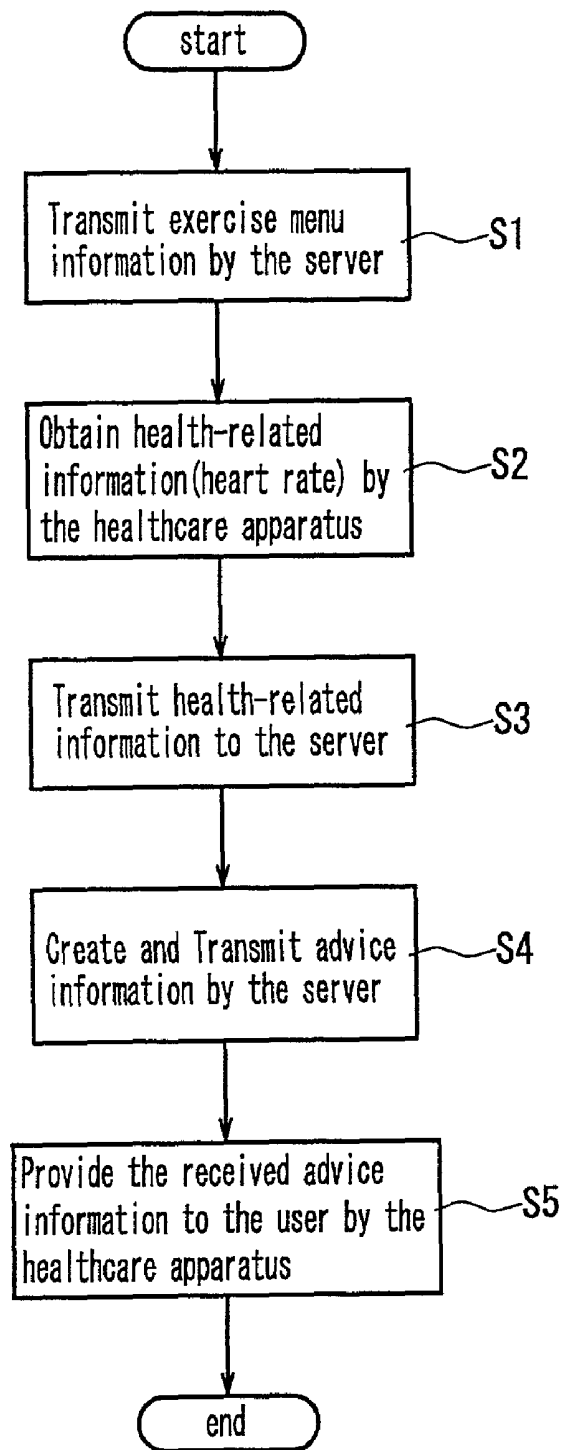 start
Transmit exercise menu
information by the server
S1
Obtain health-related
information(heart rate) by
the healthcare apparatus
S2
Transmit health-related
information to the server
S3
Create and Transmit advice
information by the server
S4
Provide the received advice
information to the user by the
healthcare apparatus
S5
end